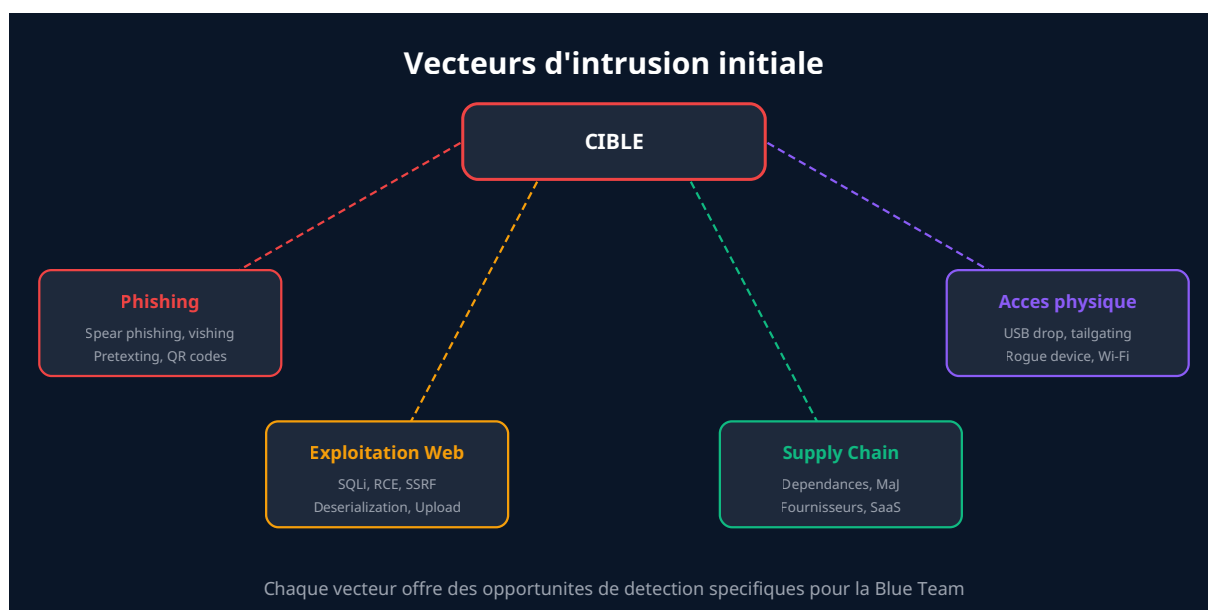 Vecteurs d'intrusion initiale
CIBLE
Phishing
Spear phishing, vishing
Pretexting, QR codes
Acces physique
USB drop, tailgating
Rogue device, Wi-Fi
Exploitation Web
SQLi, RCE, SSRF
Deserialization, Upload
Supply Chain
Dependances, MaJ
Fournisseurs, SaaS
Chaque vecteur offre des opportunites de detection specifiques pour la Blue Team